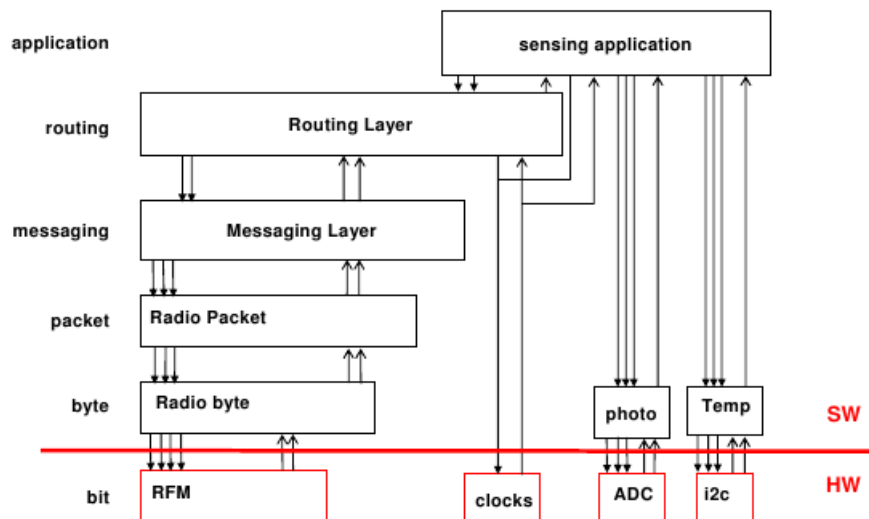 application
sensing application
routing
Routing Layer
messaging
Messaging Layer
packet
Radio Packet
byte
Radio byte
photo
Temp
SW
bit
RFM
clocks
ADC
i2c
HW